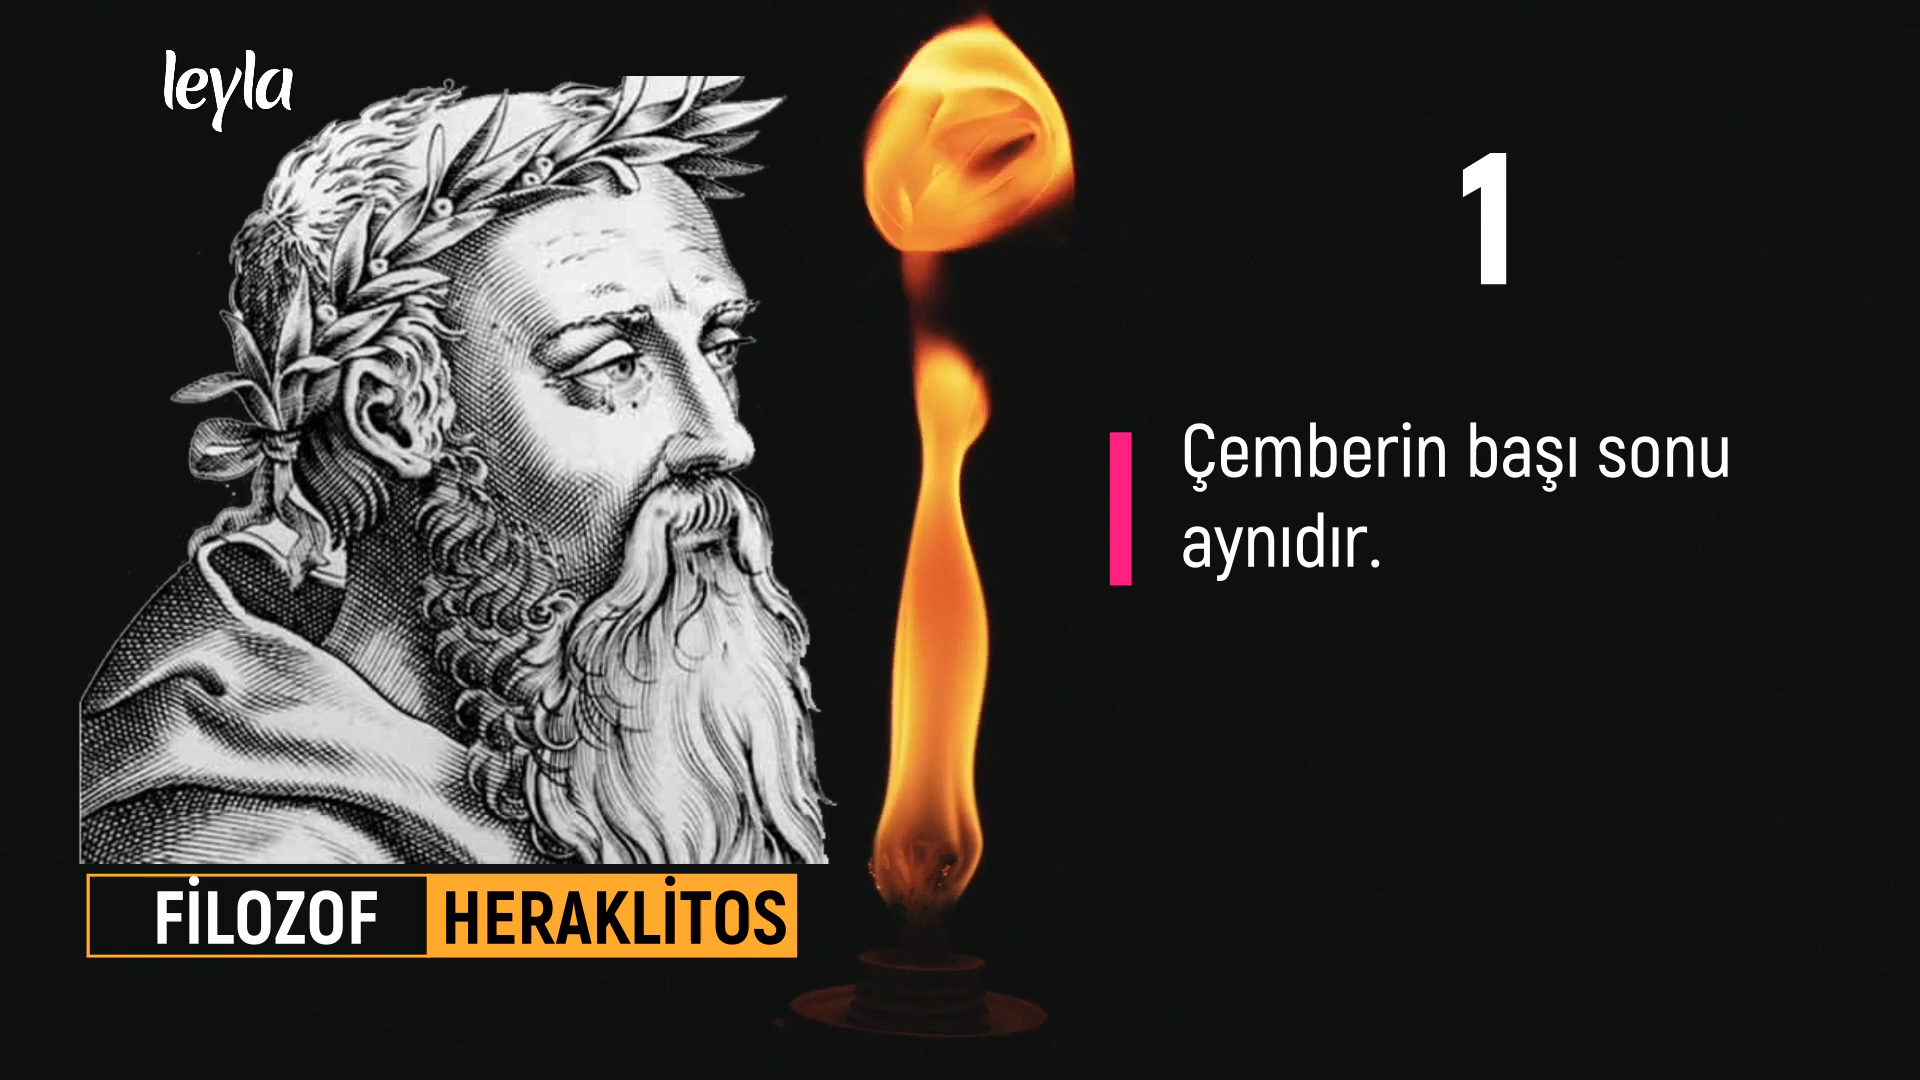 leyla
1
Çemberin başı sonu
aynıdır.
FİLOZOF HERAKLİTOS